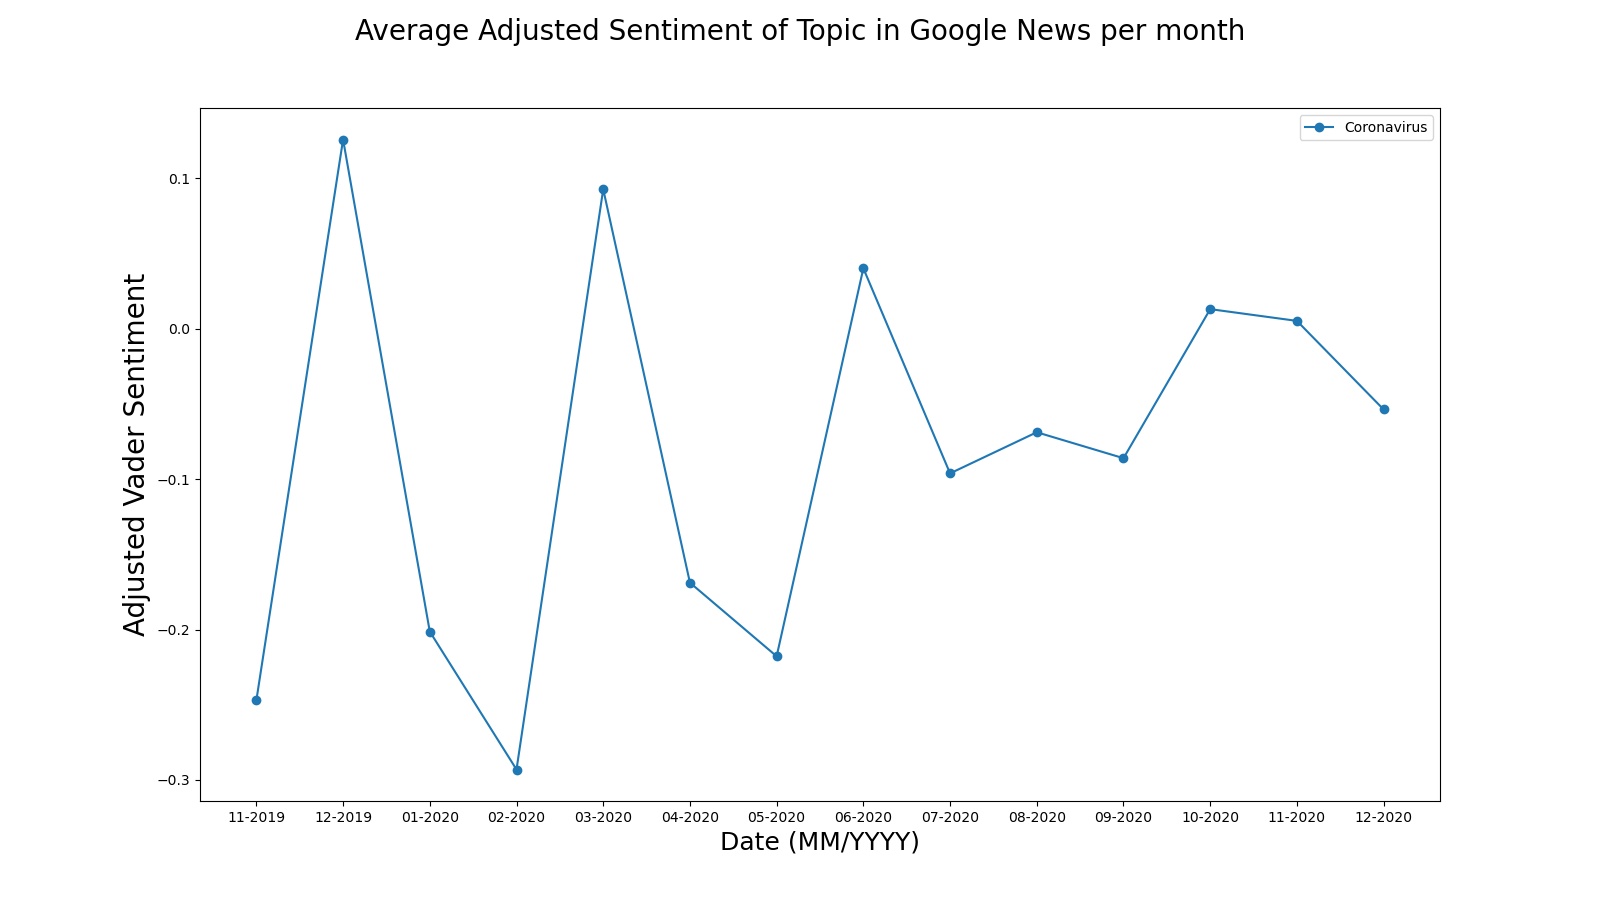 Average Adjusted Sentiment of Topic in Google News per month
Coronavirus
0.1
0.0
−0.1
−0.2
−0.3
Adjusted Vader Sentiment
11-2019 12-2019 01-2020 02-2020 03-2020 04-2020 05-2020 06-2020 07-2020 08-2020 09-2020 10-2020 11-2020 12-2020
Date (MM/YYYY)